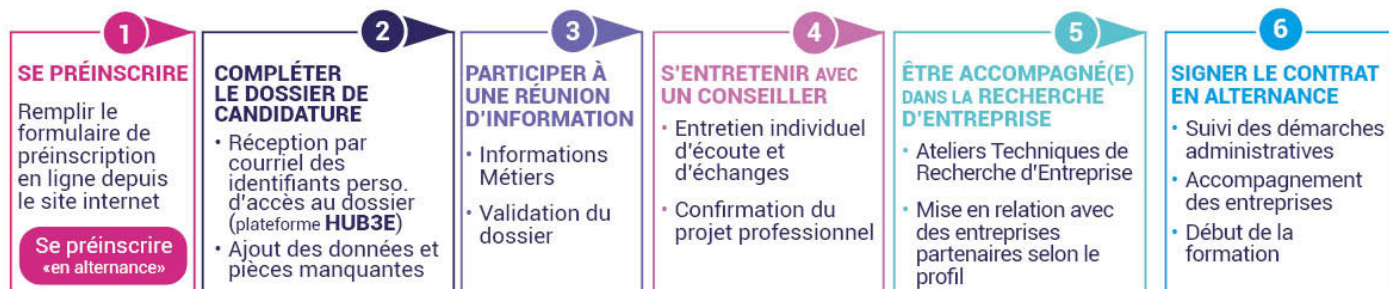 1
SE PRÉINSCRIRE
Remplir le
formulaire de
préinscription
en ligne depuis
le site internet
Se préinscrire
«en alternance»
2
COMPLÉTER
LE DOSSIER DE
CANDIDATURE
• Réception par
courriel des
identifiants perso.
d'accès au dossier
(plateforme HUB3E)
• Ajout des données et
pièces manquantes
3
PARTICIPER À
UNE RÉUNION
D'INFORMATION
• Informations
Métiers
• Validation du
dossier
4
S'ENTRETENIR AVEC
UN CONSEILLER
• Entretien individuel
d'écoute et
d'échanges
• Confirmation du
projet professionnel
5
ÊTRE ACCOMPAGNÉ(E)
DANS LA RECHERCHE
D'ENTREPRISE
• Ateliers Techniques de
Recherche d'Entreprise
• Mise en relation avec
des entreprises
partenaires selon le
profil
6
SIGNER LE CONTRAT
EN ALTERNANCE
• Suivi des démarches
administratives
• Accompagnement
des entreprises
• Début de la
formation